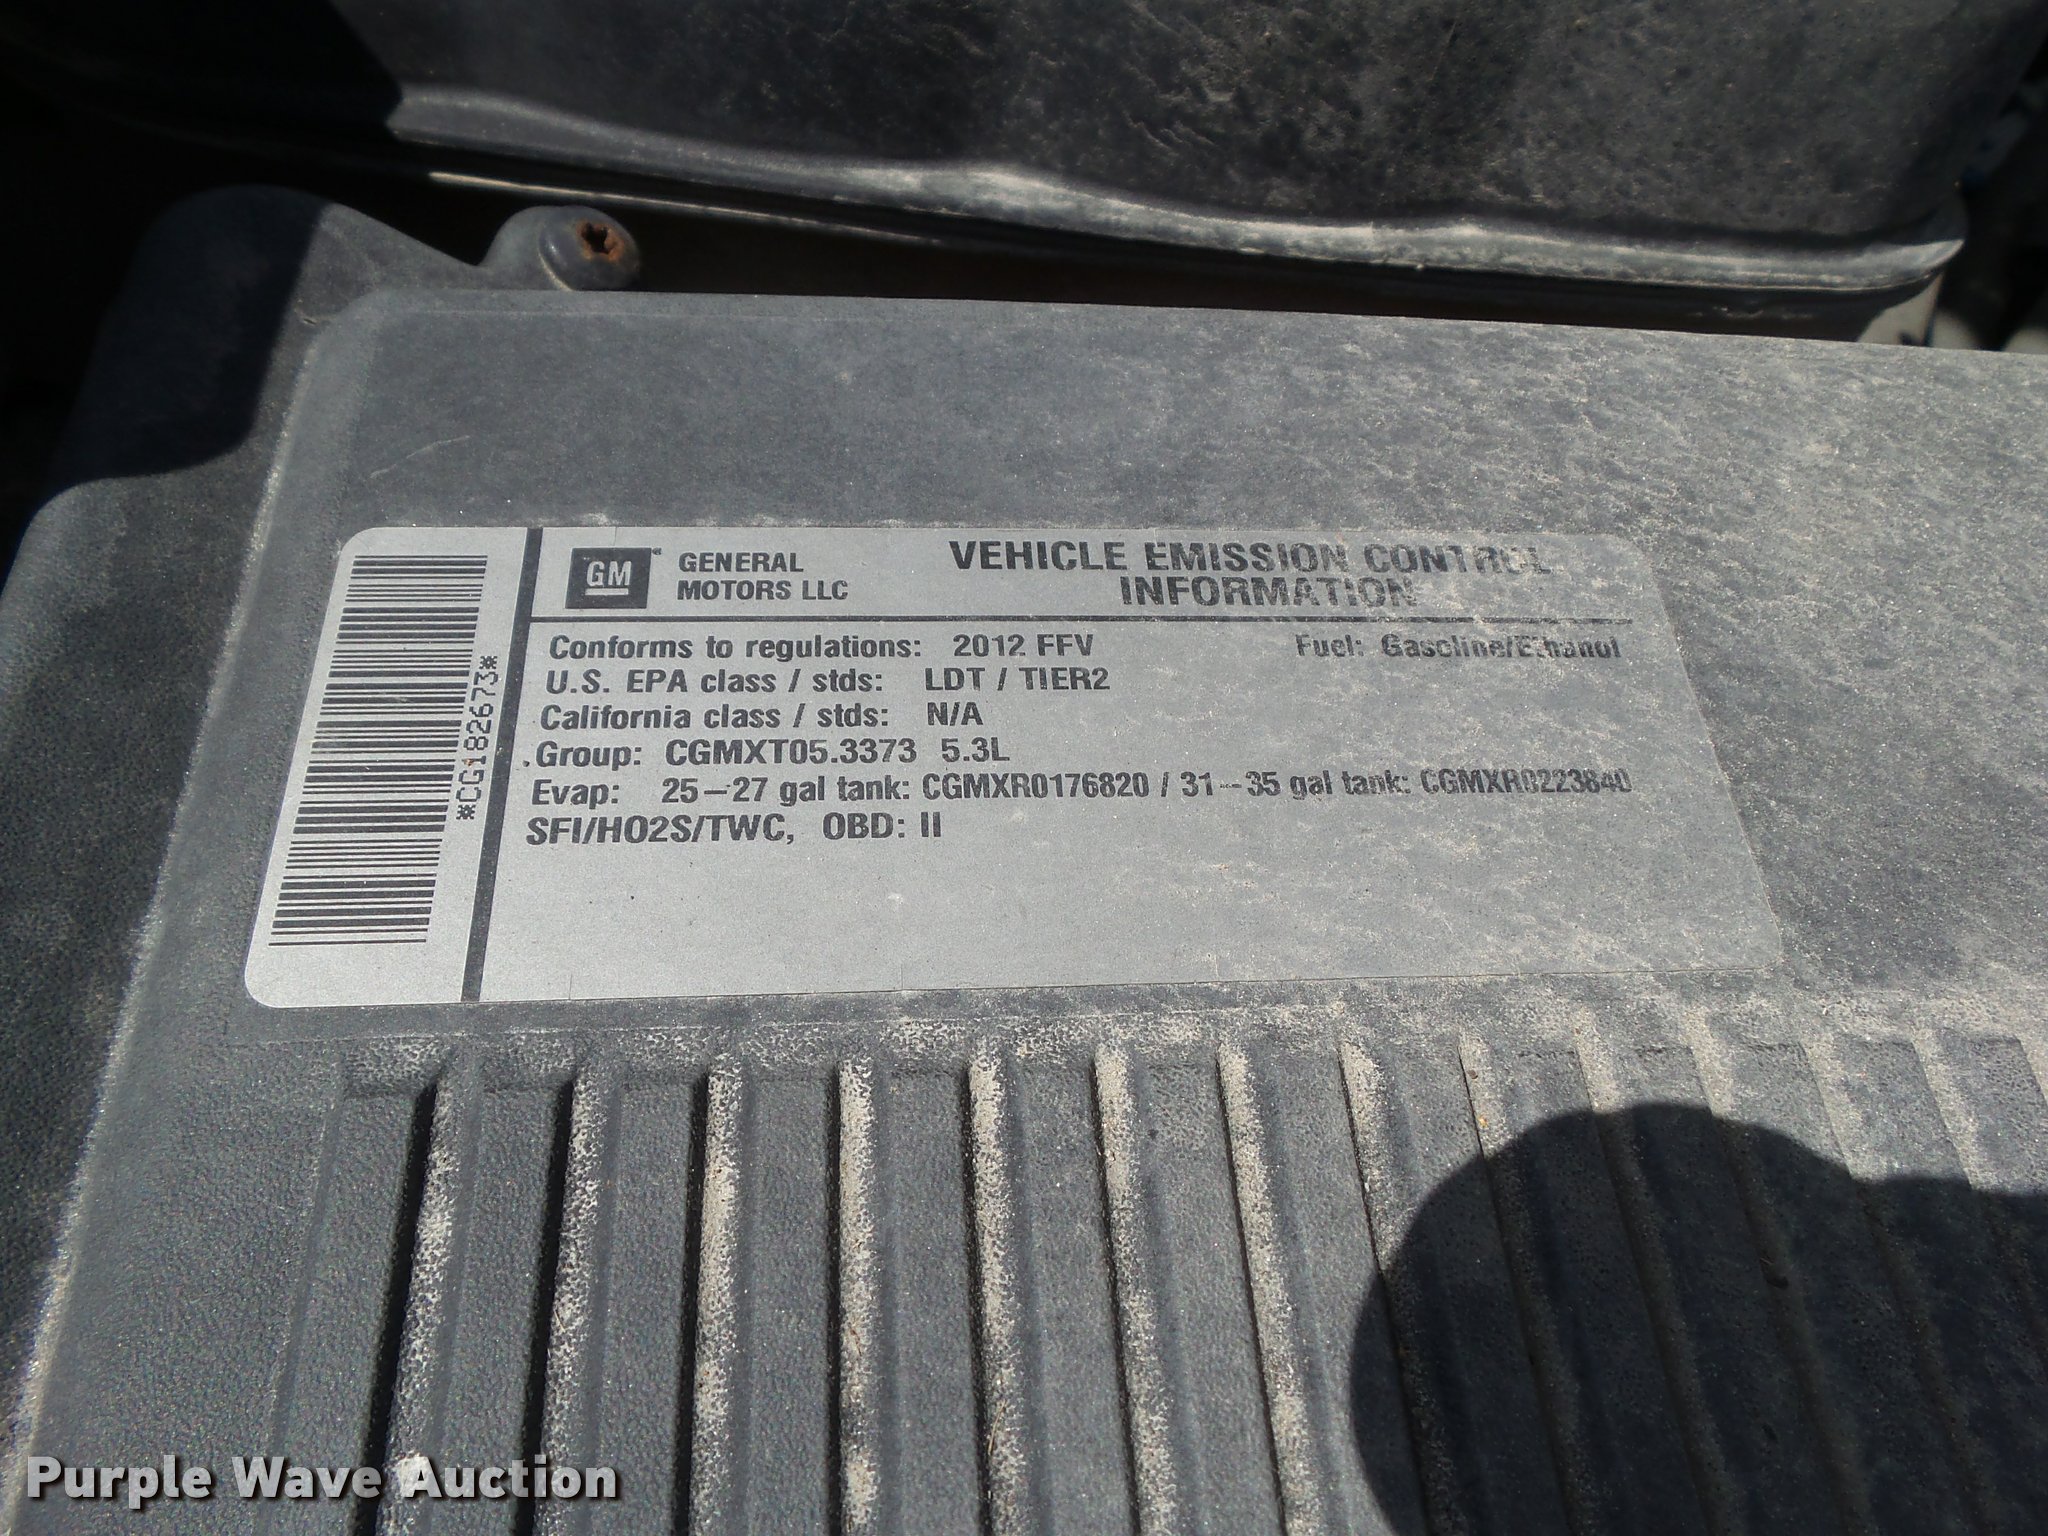 GM
GENERAL
MOTORS LLC
VEHICLE EMISSION CONTROL
INFORMATION
Conforms to regulations: 2012 FFV Fuel: Gasoline/Ethanol
U.S. EPA class / stds: LDT / TIER2
California class / stds: N/A
Group: CGMXT05.3373 5.3L
Evap: 25-27 gal tank: CGMXR0176820 / 31-35 gal tank: CGMXR0223840
SFI/HO2S/TWC, OBD: II
*CG182673*
Purple Wave Auction